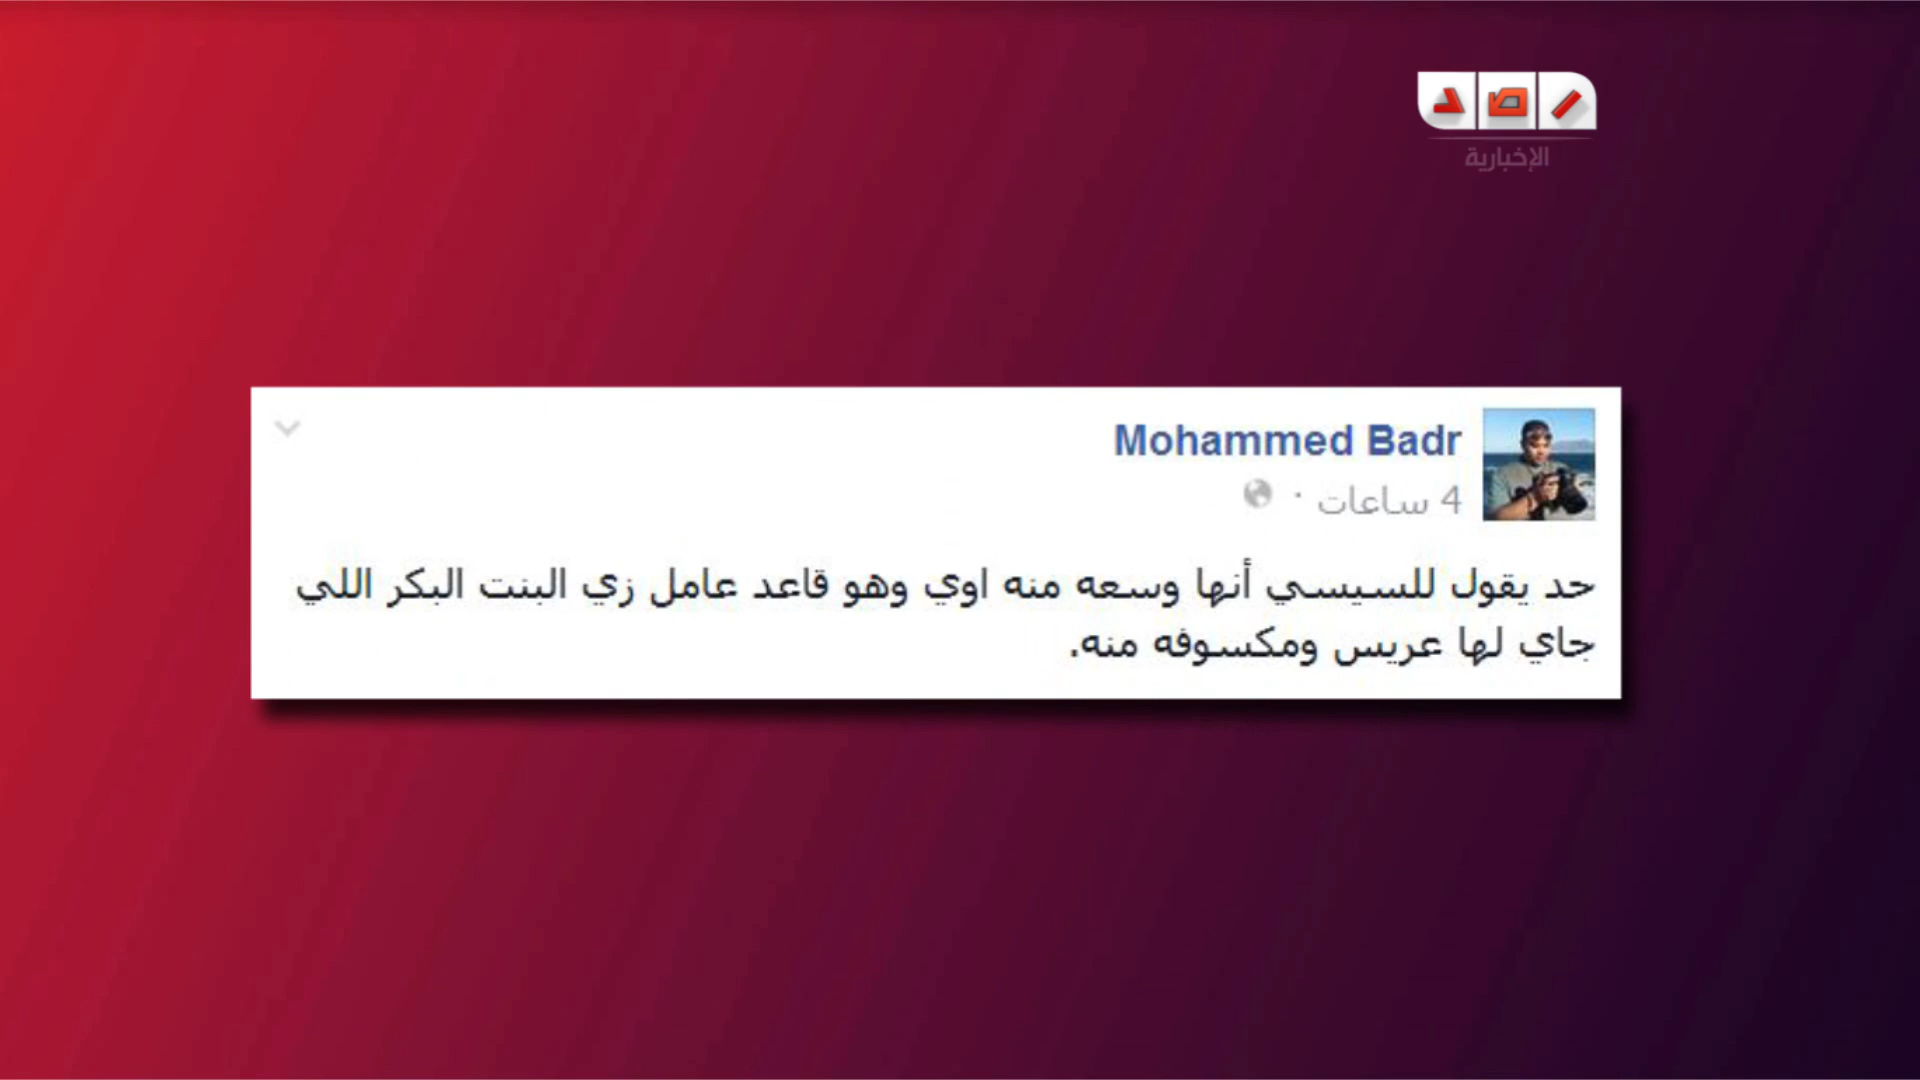 رصد
الإخبارية
Mohammed Badr
4 ساعات ·
حد يقول للسيسي أنها وسعه منه اوي وهو قاعد عامل زي البنت البكر اللي
جاي لها عريس ومكسوفه منه.